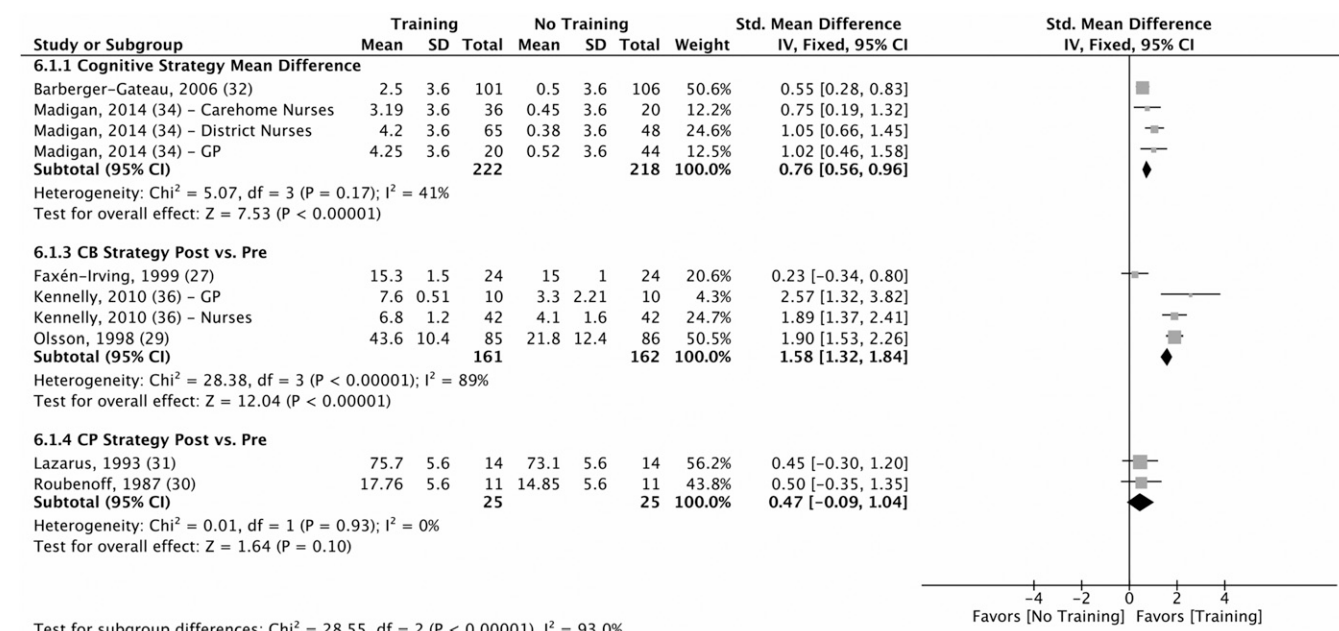 Training No Training Std. Mean Difference Std. Mean Difference
Study or Subgroup Mean SD Total Mean SD Total Weight IV, Fixed, 95% CI IV, Fixed, 95% CI
6.1.1 Cognitive Strategy Mean Difference
Barberger-Gateau, 2006 (32) 2.5 3.6 101 0.5 3.6 106 50.6% 0.55 [0.28, 0.83]
Madigan, 2014 (34) – Carehome Nurses 3.19 3.6 36 0.45 3.6 20 12.2% 0.75 [0.19, 1.32]
Madigan, 2014 (34) – District Nurses 4.2 3.6 65 0.38 3.6 48 24.6% 1.05 [0.66, 1.45]
Madigan, 2014 (34) – GP 4.25 3.6 20 0.52 3.6 44 12.5% 1.02 [0.46, 1.58]
Subtotal (95% CI) 222 218 100.0% 0.76 [0.56, 0.96]
Heterogeneity: Chi² = 5.07, df = 3 (P = 0.17); I² = 41%
Test for overall effect: Z = 7.53 (P < 0.00001)
6.1.3 CB Strategy Post vs. Pre
Faxén-Irving, 1999 (27) 15.3 1.5 24 15 1 24 20.6% 0.23 [-0.34, 0.80]
Kennelly, 2010 (36) – GP 7.6 0.51 10 3.3 2.21 10 4.3% 2.57 [1.32, 3.82]
Kennelly, 2010 (36) – Nurses 6.8 1.2 42 4.1 1.6 42 24.7% 1.89 [1.37, 2.41]
Olsson, 1998 (29) 43.6 10.4 85 21.8 12.4 86 50.5% 1.90 [1.53, 2.26]
Subtotal (95% CI) 161 162 100.0% 1.58 [1.32, 1.84]
Heterogeneity: Chi² = 28.38, df = 3 (P < 0.00001); I² = 89%
Test for overall effect: Z = 12.04 (P < 0.00001)
6.1.4 CP Strategy Post vs. Pre
Lazarus, 1993 (31) 75.7 5.6 14 73.1 5.6 14 56.2% 0.45 [-0.30, 1.20]
Roubenoff, 1987 (30) 17.76 5.6 11 14.85 5.6 11 43.8% 0.50 [-0.35, 1.35]
Subtotal (95% CI) 25 25 100.0% 0.47 [-0.09, 1.04]
Heterogeneity: Chi² = 0.01, df = 1 (P = 0.93); I² = 0%
Test for overall effect: Z = 1.64 (P = 0.10)
-4 -2 0 2 4
Favors [No Training] Favors [Training]
Test for subgroup differences: Chi² = 28.55, df = 2 (P < 0.00001), I² = 93.0%